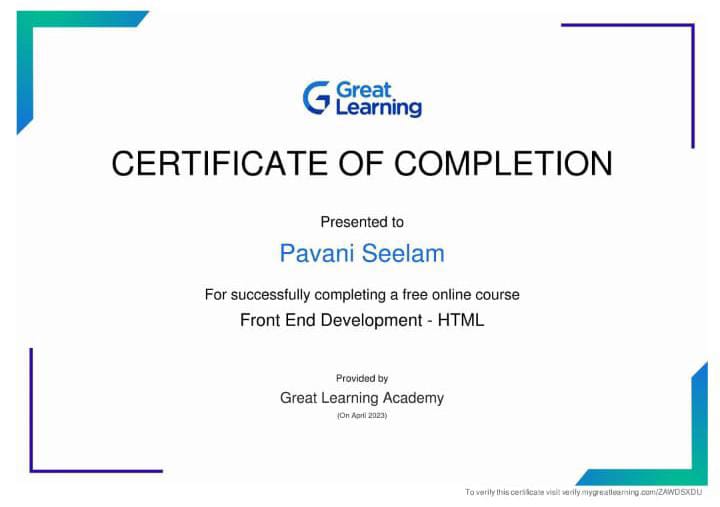 Great
Learning
CERTIFICATE OF COMPLETION
Presented to
Pavani Seelam
For successfully completing a free online course
Front End Development - HTML
Provided by
Great Learning Academy
(On April 2023)
To verify this certificate visit verify.mygreatlearning.com/ZAWDSXDU